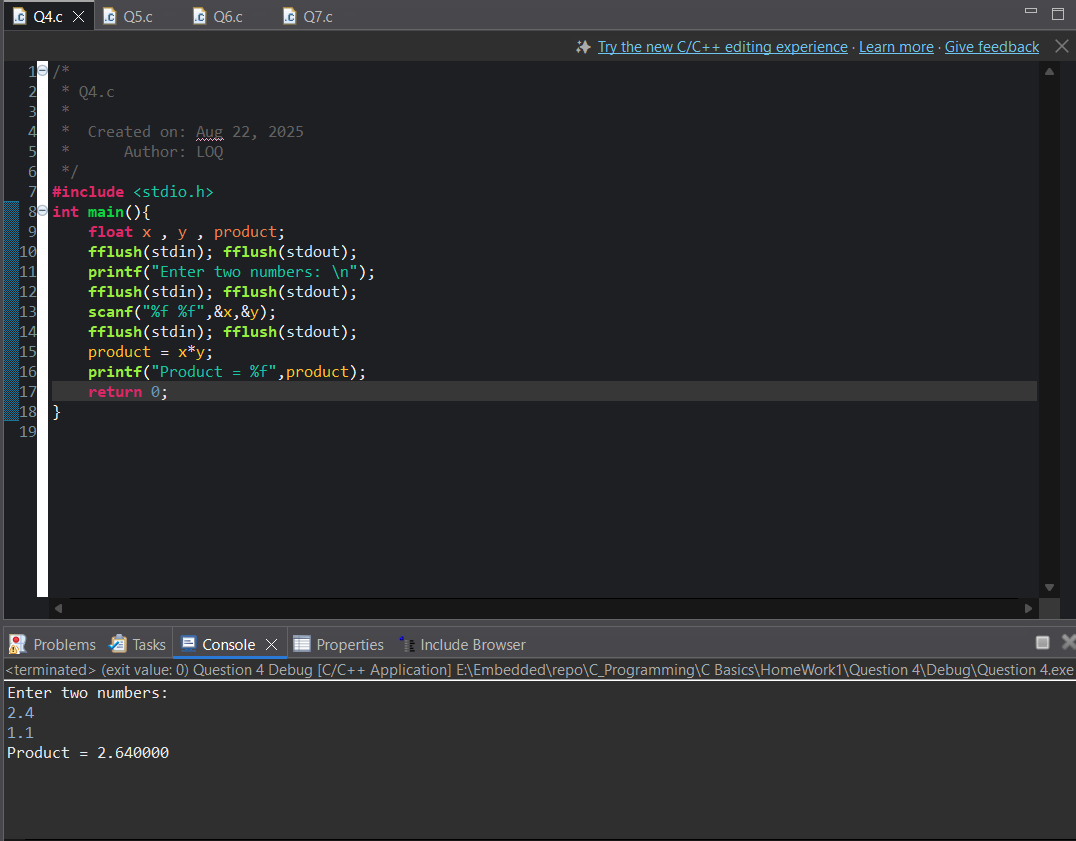 Q4.c Q5.c Q6.c Q7.c
Try the new C/C++ editing experience · Learn more · Give feedback
1 /*
2  * Q4.c
3  *
4  *  Created on: Aug 22, 2025
5  *      Author: LOQ
6  */
7 #include <stdio.h>
8 int main(){
9     float x , y , product;
10     fflush(stdin); fflush(stdout);
11     printf("Enter two numbers: \n");
12     fflush(stdin); fflush(stdout);
13     scanf("%f %f",&x,&y);
14     fflush(stdin); fflush(stdout);
15     product = x*y;
16     printf("Product = %f",product);
17     return 0;
18 }
19
Problems Tasks Console Properties Include Browser
<terminated> (exit value: 0) Question 4 Debug [C/C++ Application] E:\Embedded\repo\C_Programming\C Basics\HomeWork1\Question 4\Debug\Question 4.exe
Enter two numbers:
2.4
1.1
Product = 2.640000